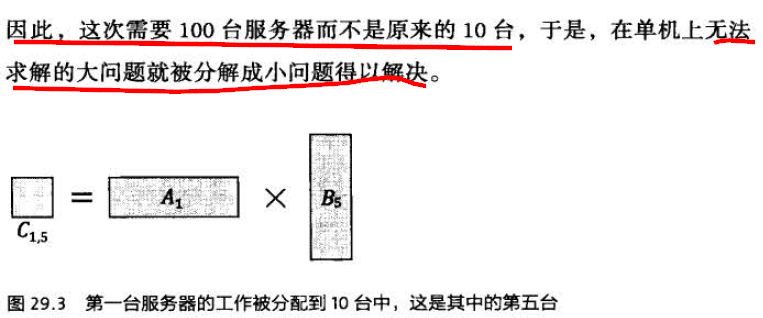 因此，这次需要 100 台服务器而不是原来的 10 台，于是，在单机上无法
求解的大问题就被分解成小问题得以解决。
C1,5 = A1 × B5
图 29.3 第一台服务器的工作被分配到 10 台中，这是其中的第五台